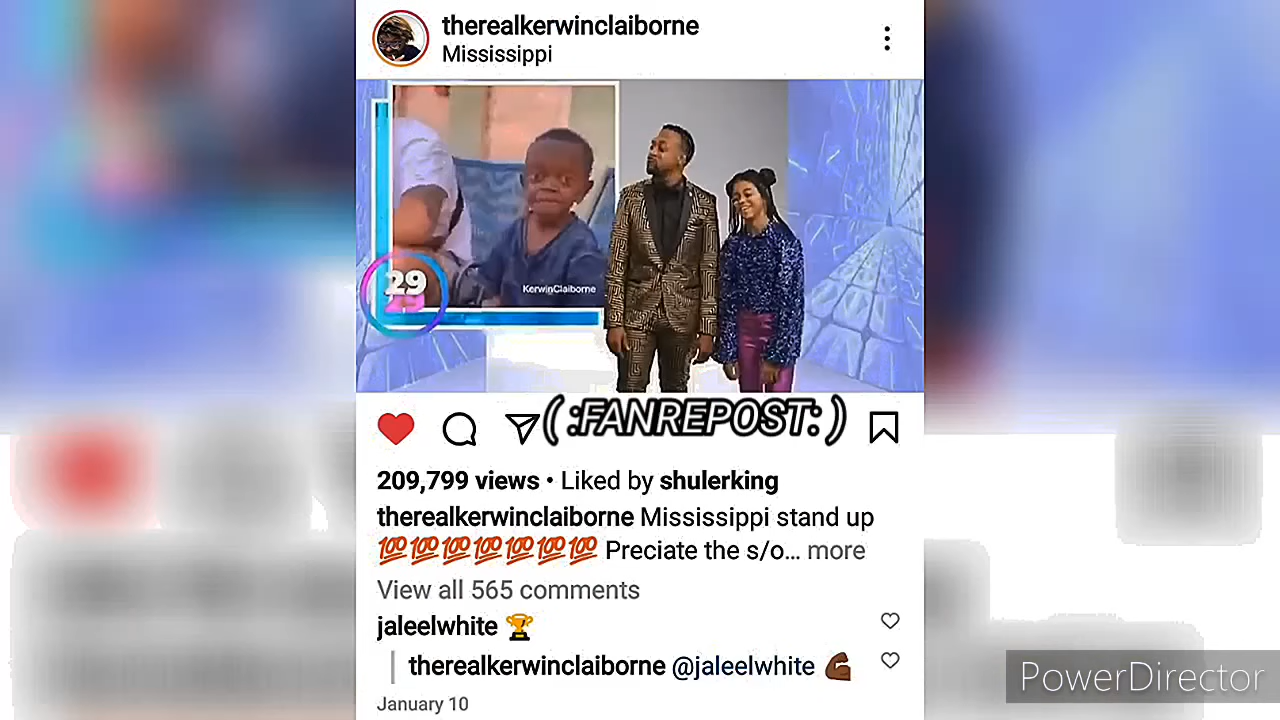 therealkerwinclaiborne
Mississippi
29
KerwinClaiborne
( :FANREPOST: )
209,799 views • Liked by shulerking
therealkerwinclaiborne Mississippi stand up
💯💯💯💯💯💯💯 Preciate the s/o... more
View all 565 comments
jaleelwhite 🏆
therealkerwinclaiborne @jaleelwhite 💪🏿
January 10
PowerDirector